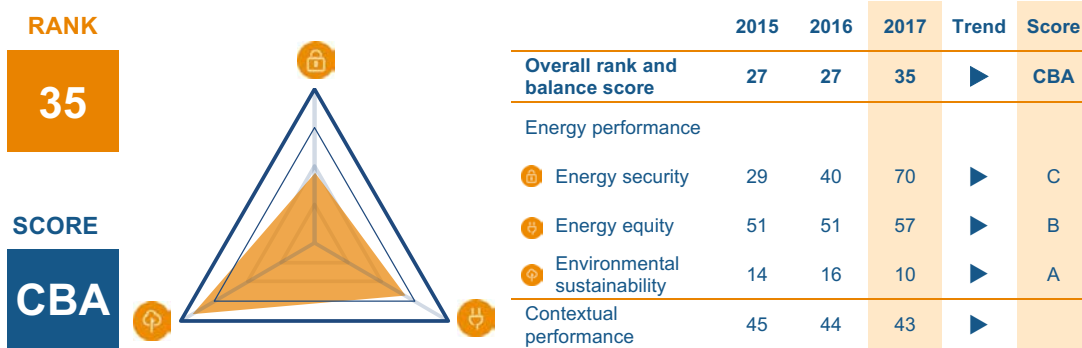 RANK
35
SCORE
CBA
2015 2016 2017 Trend Score
Overall rank and
balance score 27 27 35 ▶ CBA
Energy performance
Energy security 29 40 70 ▶ C
Energy equity 51 51 57 ▶ B
Environmental
sustainability 14 16 10 ▶ A
Contextual
performance 45 44 43 ▶